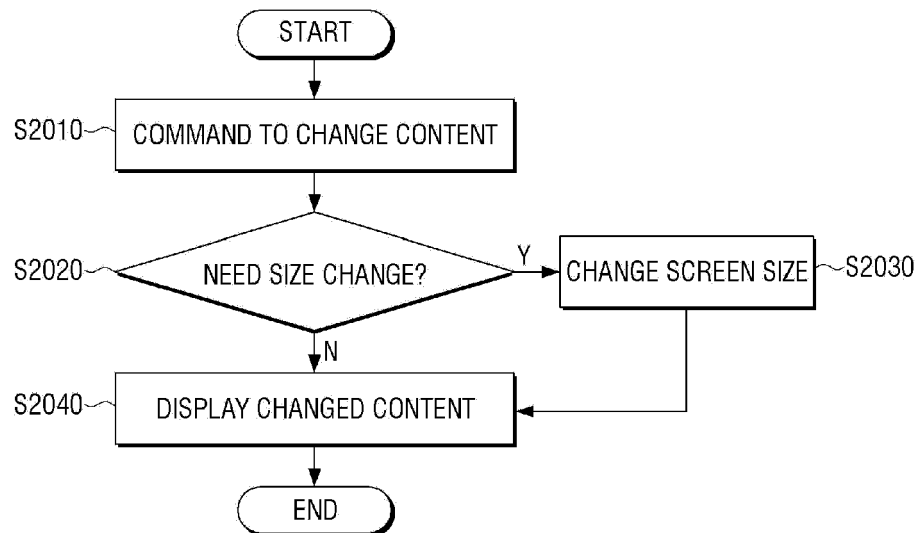 START
S2010
COMMAND TO CHANGE CONTENT
S2020
NEED SIZE CHANGE?
Y
CHANGE SCREEN SIZE
S2030
N
S2040
DISPLAY CHANGED CONTENT
END